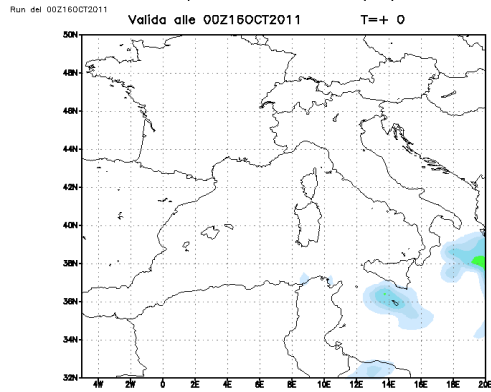 Run del 00Z16OCT2011
Valida alle 00Z16OCT2011 T=+ 0
50N
48N
46N
44N
42N
40N
38N
36N
34N
32N
4W 2W 0 2E 4E 6E 8E 10E 12E 14E 16E 18E 20E